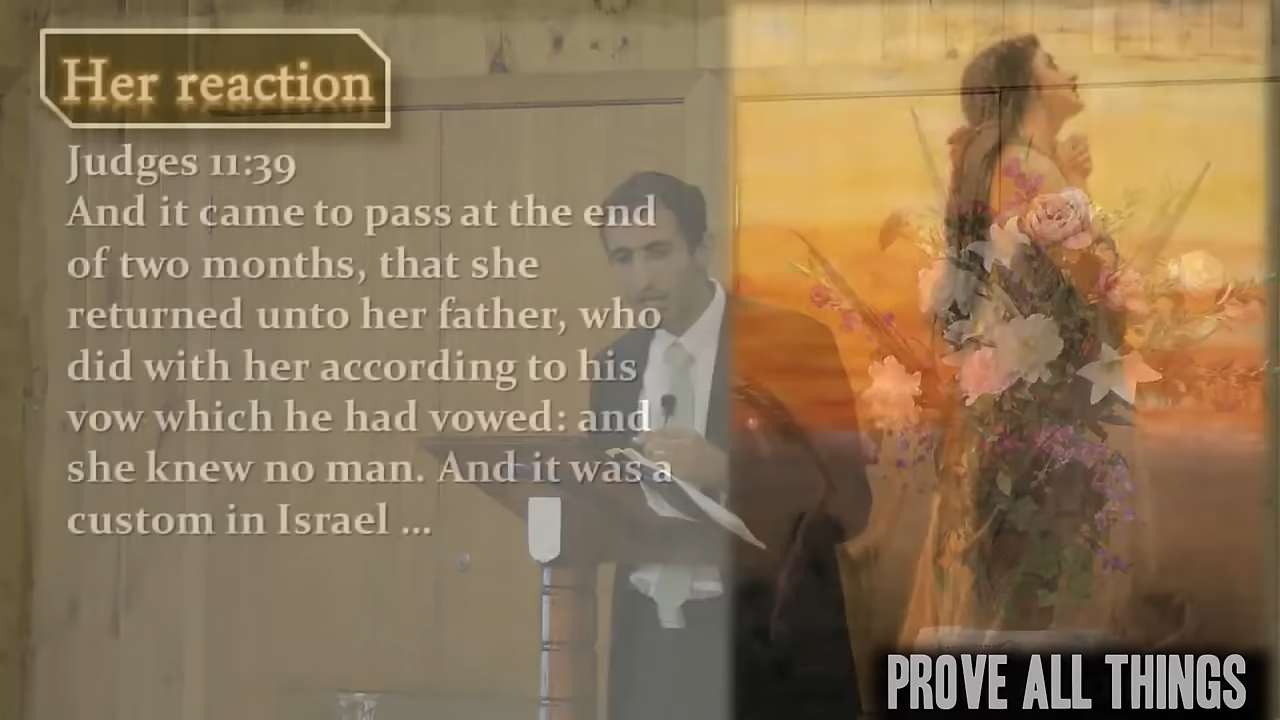 Her reaction
Judges 11:39
And it came to pass at the end
of two months, that she
returned unto her father, who
did with her according to his
vow which he had vowed: and
she knew no man. And it was a
custom in Israel ...
PROVE ALL THINGS